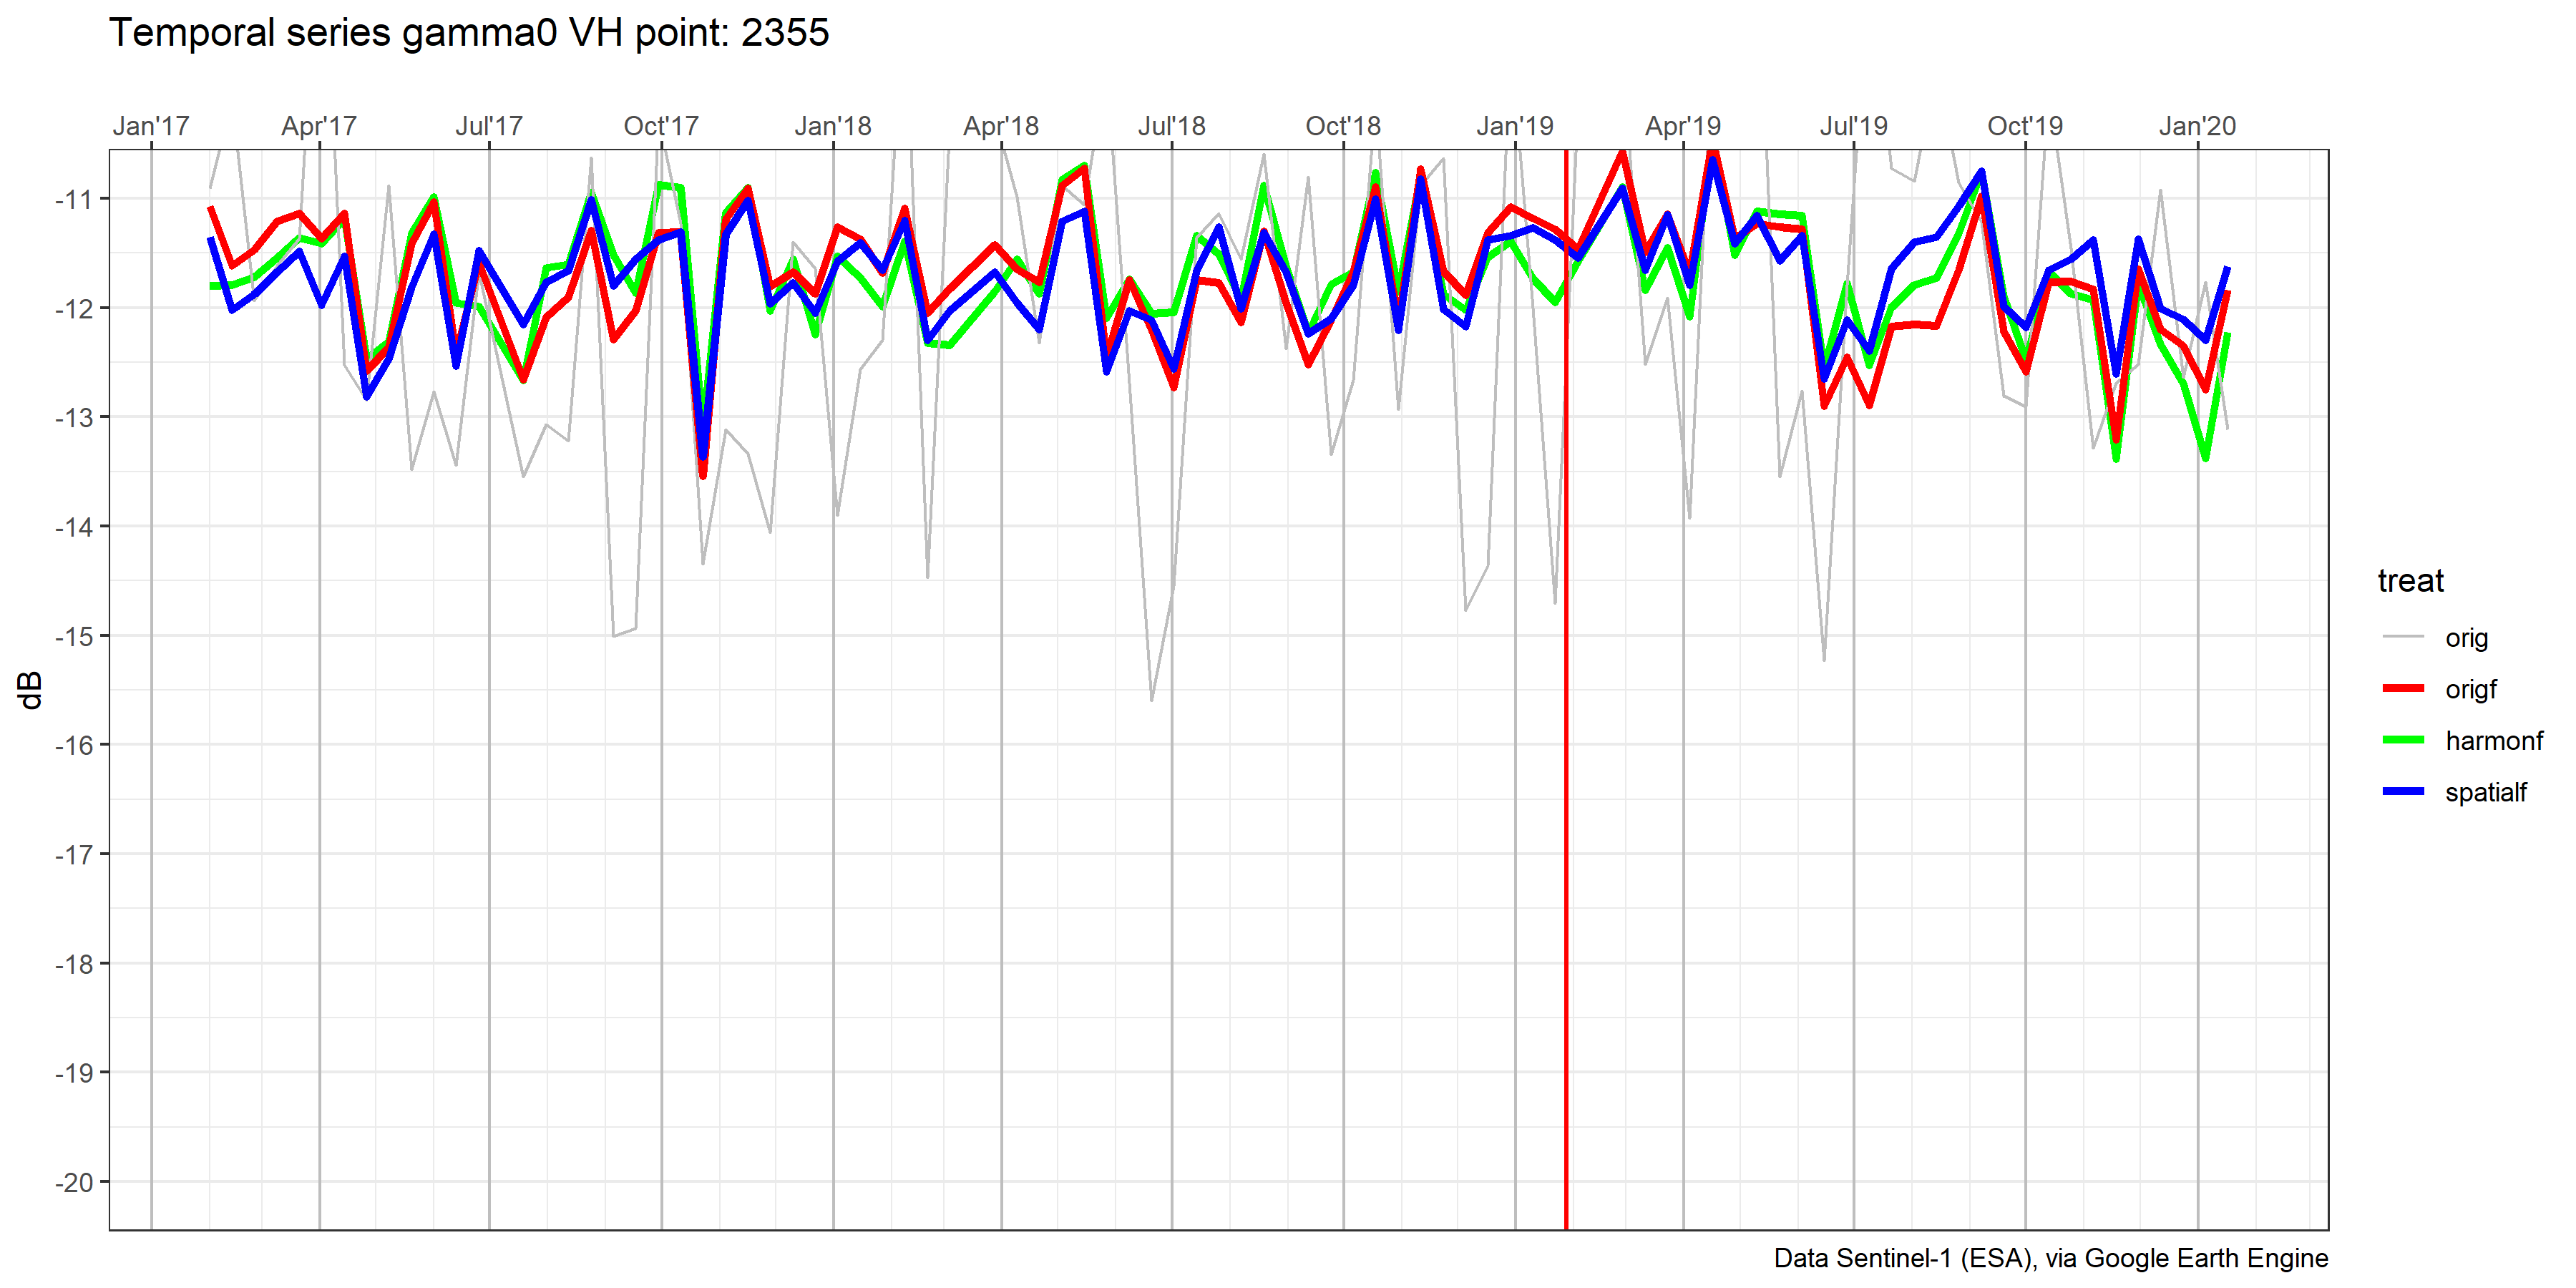 Temporal series gamma0 VH point: 2355
Jan'17 Apr'17 Jul'17 Oct'17 Jan'18 Apr'18 Jul'18 Oct'18 Jan'19 Apr'19 Jul'19 Oct'19 Jan'20
-11
-12
-13
-14
-15
-16
-17
-18
-19
-20
dB
treat
orig
origf
harmonf
spatialf
Data Sentinel-1 (ESA), via Google Earth Engine